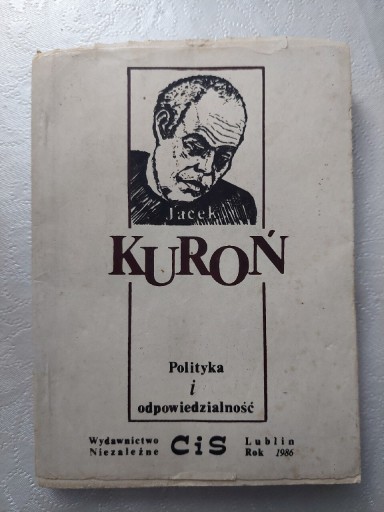 Jacek
KUROŃ
Polityka
i
odpowiedzialność
Wydawnictwo Niezależne CiS Lublin Rok 1986